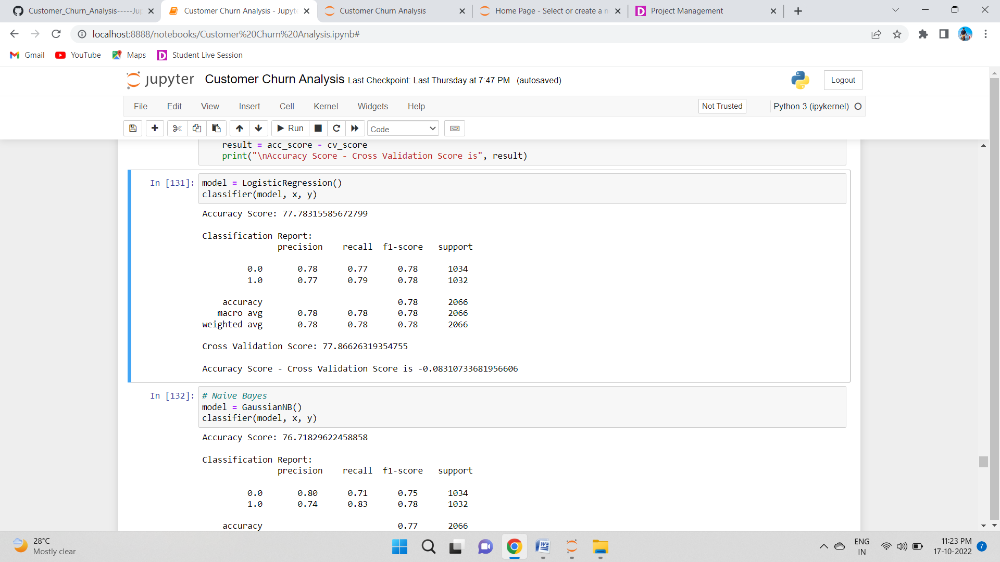 Customer_Churn_Analysis-----Ju
Customer Churn Analysis - Jupyt
Customer Churn Analysis
Home Page - Select or create a n
Project Management
localhost:8888/notebooks/Customer%20Churn%20Analysis.ipynb#
Gmail YouTube Maps Student Live Session
jupyter Customer Churn Analysis Last Checkpoint: Last Thursday at 7:47 PM (autosaved) Logout
File Edit View Insert Cell Kernel Widgets Help Not Trusted Python 3 (ipykernel)
Run Code
result = acc_score - cv_score
print("\nAccuracy Score - Cross Validation Score is", result)
In [131]: model = LogisticRegression()
classifier(model, x, y)
Accuracy Score: 77.78315585672799
Classification Report:
precision recall f1-score support
0.0 0.78 0.77 0.78 1034
1.0 0.77 0.79 0.78 1032
accuracy 0.78 2066
macro avg 0.78 0.78 0.78 2066
weighted avg 0.78 0.78 0.78 2066
Cross Validation Score: 77.86626319354755
Accuracy Score - Cross Validation Score is -0.08310733681956606
In [132]: # Naive Bayes
model = GaussianNB()
classifier(model, x, y)
Accuracy Score: 76.71829622458858
Classification Report:
precision recall f1-score support
0.0 0.80 0.71 0.75 1034
1.0 0.74 0.83 0.78 1032
accuracy 0.77 2066
28°C
Mostly clear
ENG
IN
11:23 PM
17-10-2022
7